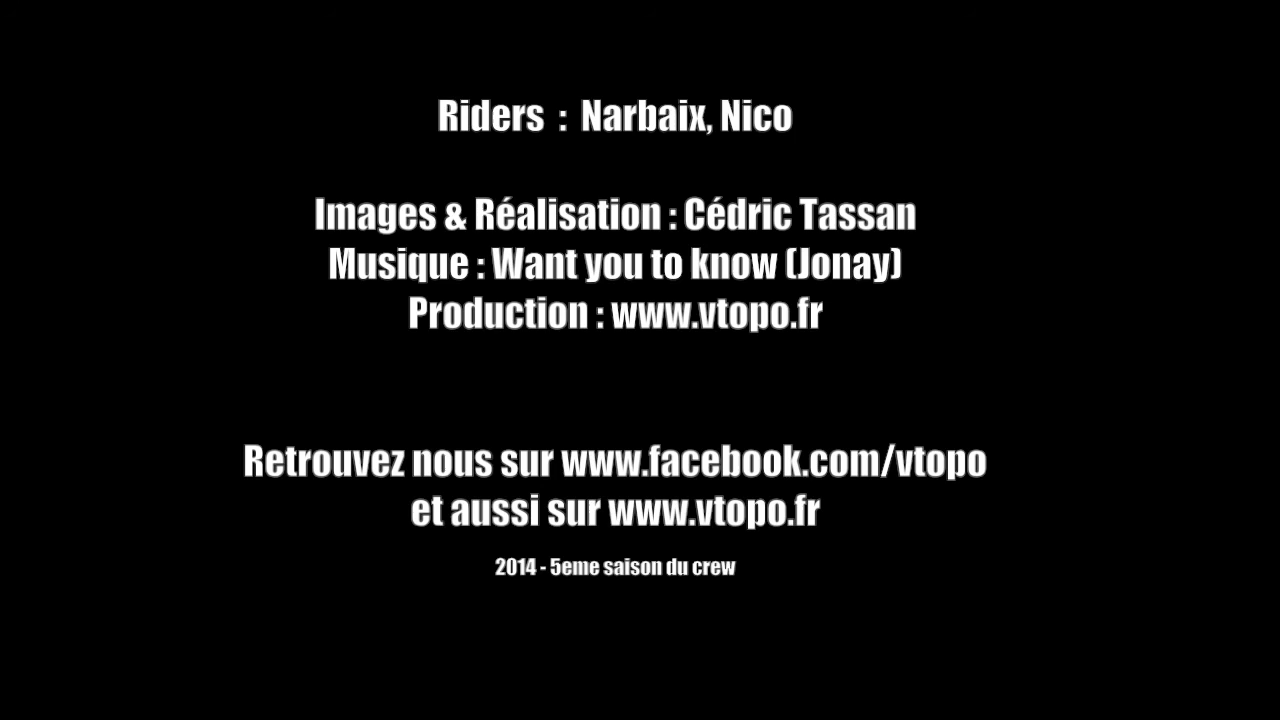 Riders : Narbaix, Nico
Images & Réalisation : Cédric Tassan
Musique : Want you to know (Jonay)
Production : www.vtopo.fr
Retrouvez nous sur www.facebook.com/vtopo
et aussi sur www.vtopo.fr
2014 - 5eme saison du crew